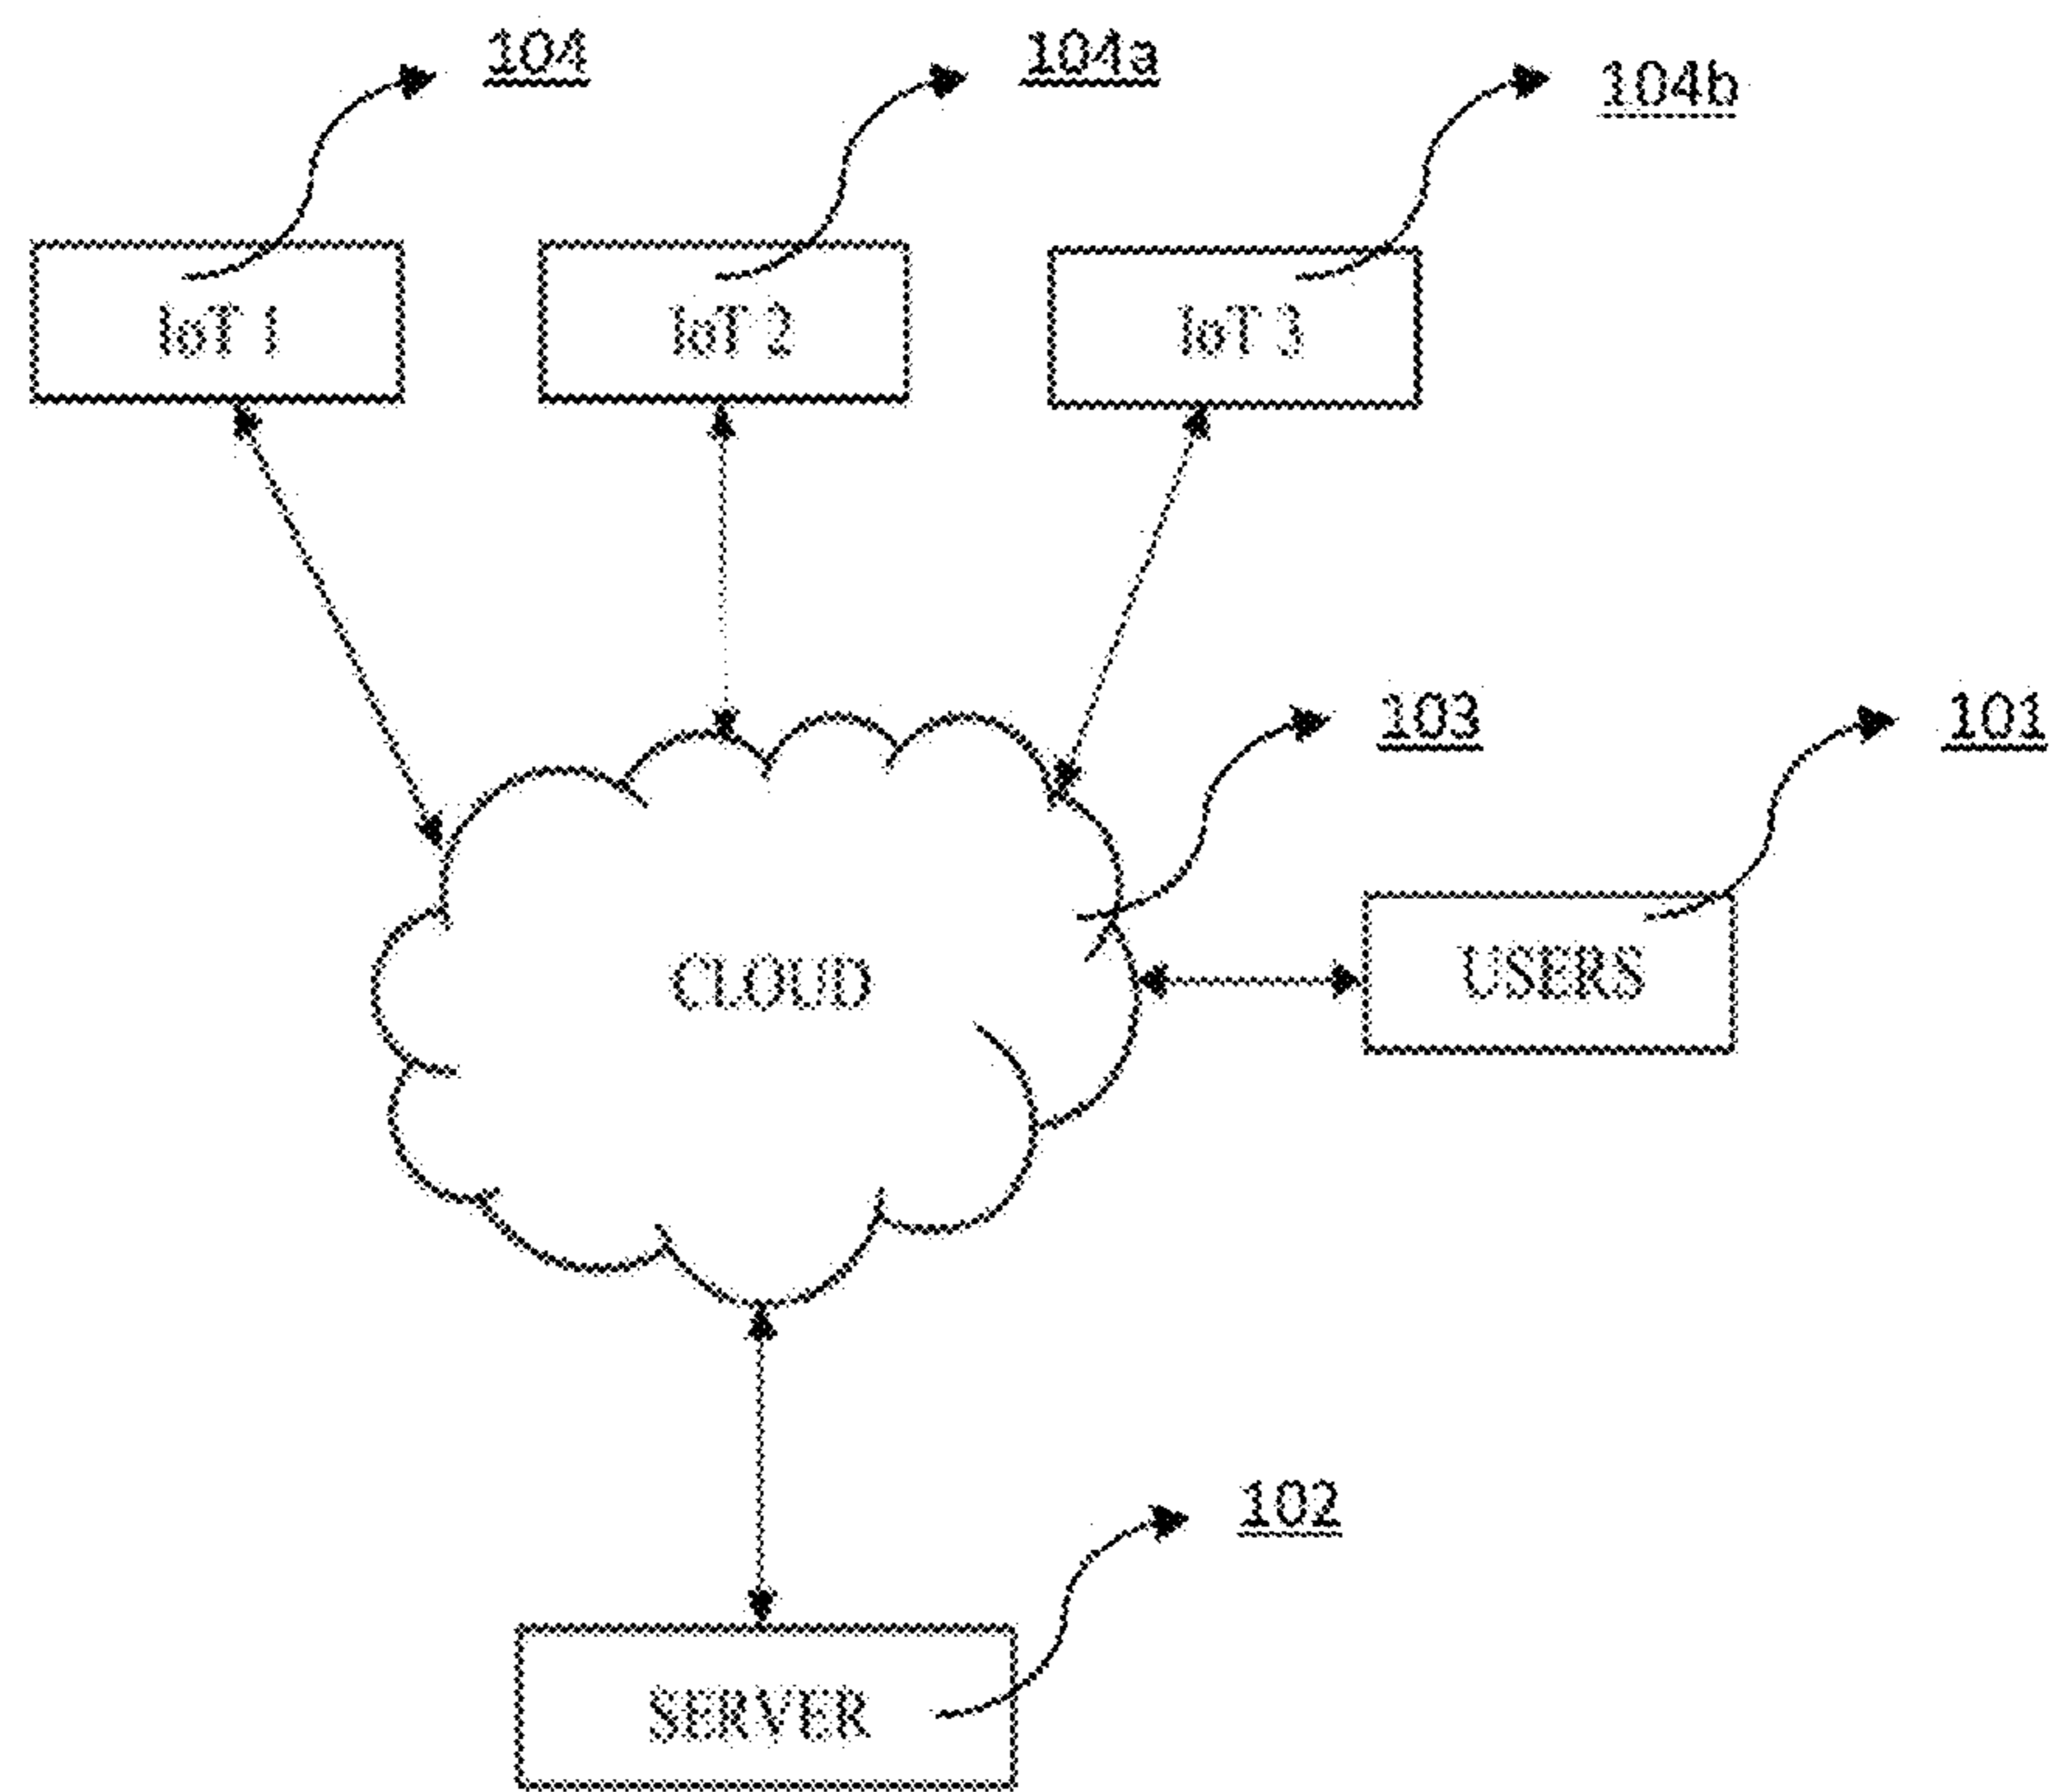 104
104a
104b
IoT 1
IoT 2
IoT 3
103
101
CLOUD
USERS
102
SERVER